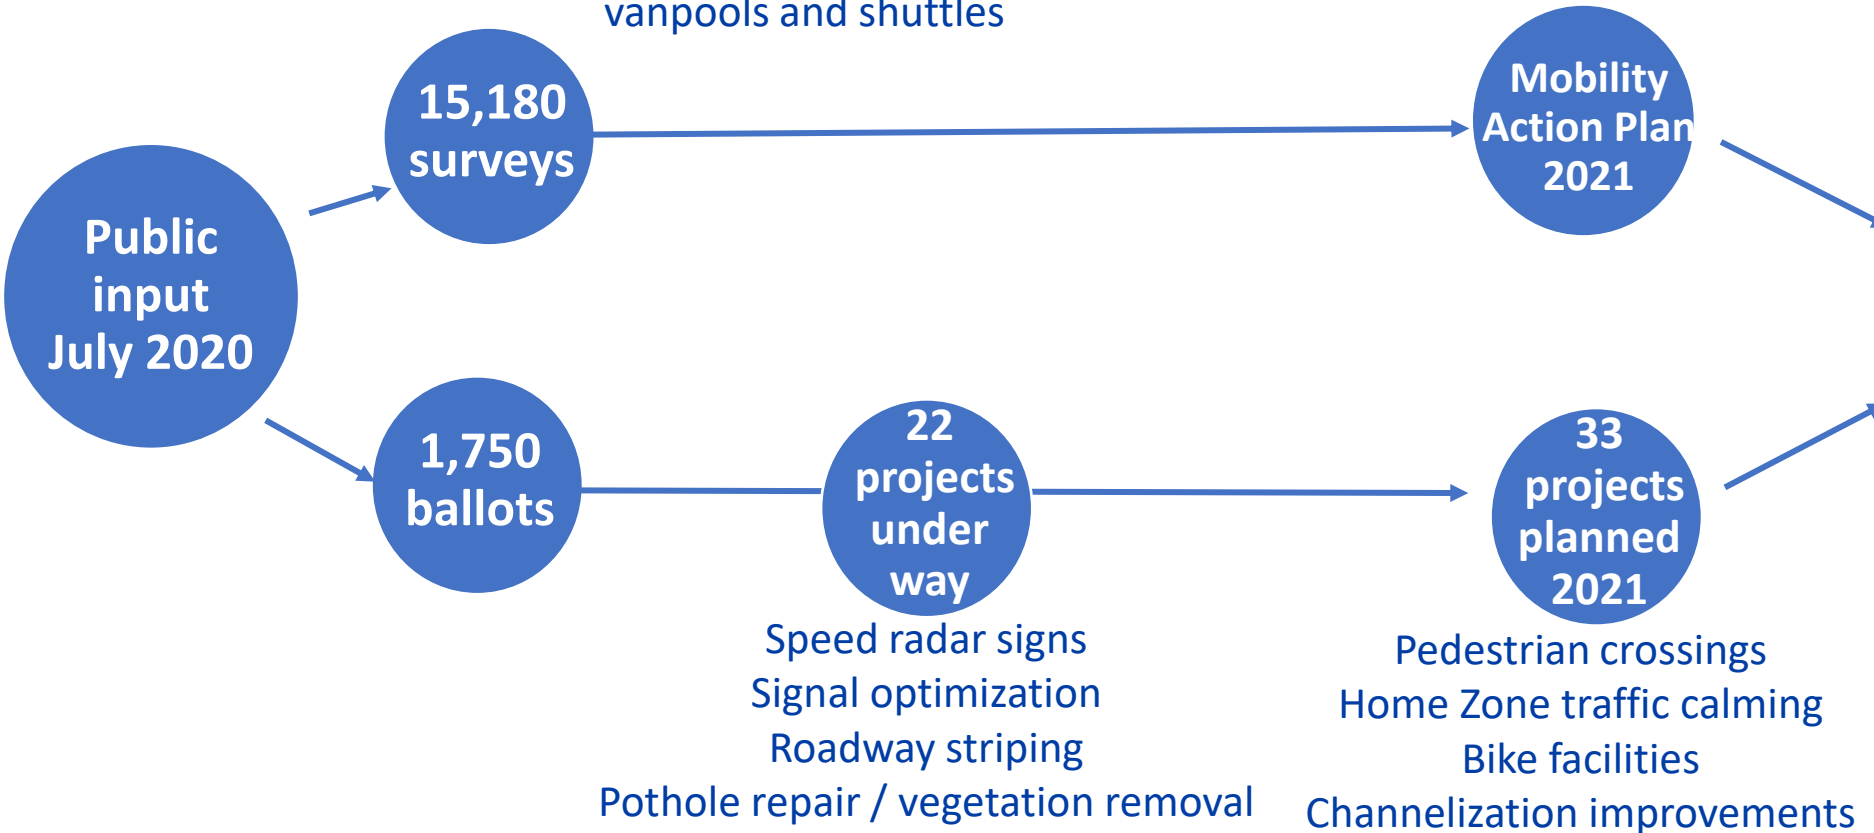 vanpools and shuttles
15,180
surveys
Mobility
Action Plan
2021
Public
input
July 2020
1,750
ballots
22
projects
under
way
33
projects
planned
2021
Speed radar signs
Signal optimization
Roadway striping
Pothole repair / vegetation removal
Pedestrian crossings
Home Zone traffic calming
Bike facilities
Channelization improvements